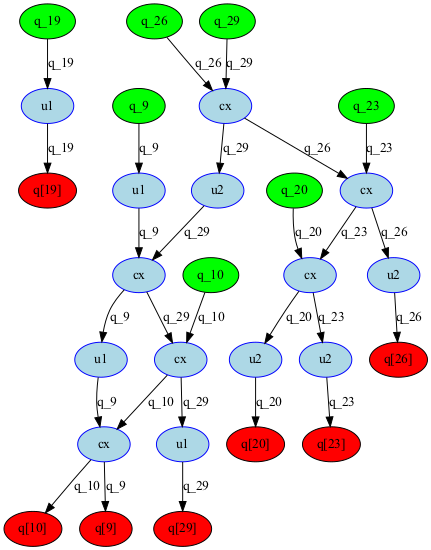 q_19 q_26 q_29
q_19 q_26 q_29
u1 q_9 cx q_23
q_19 q_9 q_29 q_26 q_23
q[19] u1 u2 q_20 cx
q_9 q_29 q_20 q_23 q_26
cx q_10 cx u2
q_9 q_29 q_10 q_20 q_23 q_26
u1 cx u2 u2 q[26]
q_9 q_10 q_29 q_20 q_23
cx u1 q[20] q[23]
q_10 q_9 q_29
q[10] q[9] q[29]